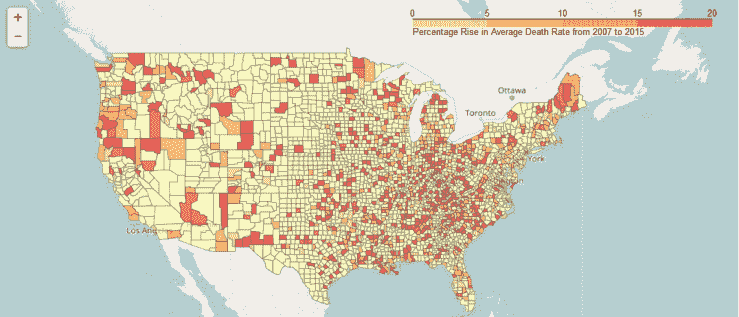 +
−
0 5 10 15 20
Percentage Rise in Average Death Rate from 2007 to 2015
Ottawa
Toronto
York
Los Angeles